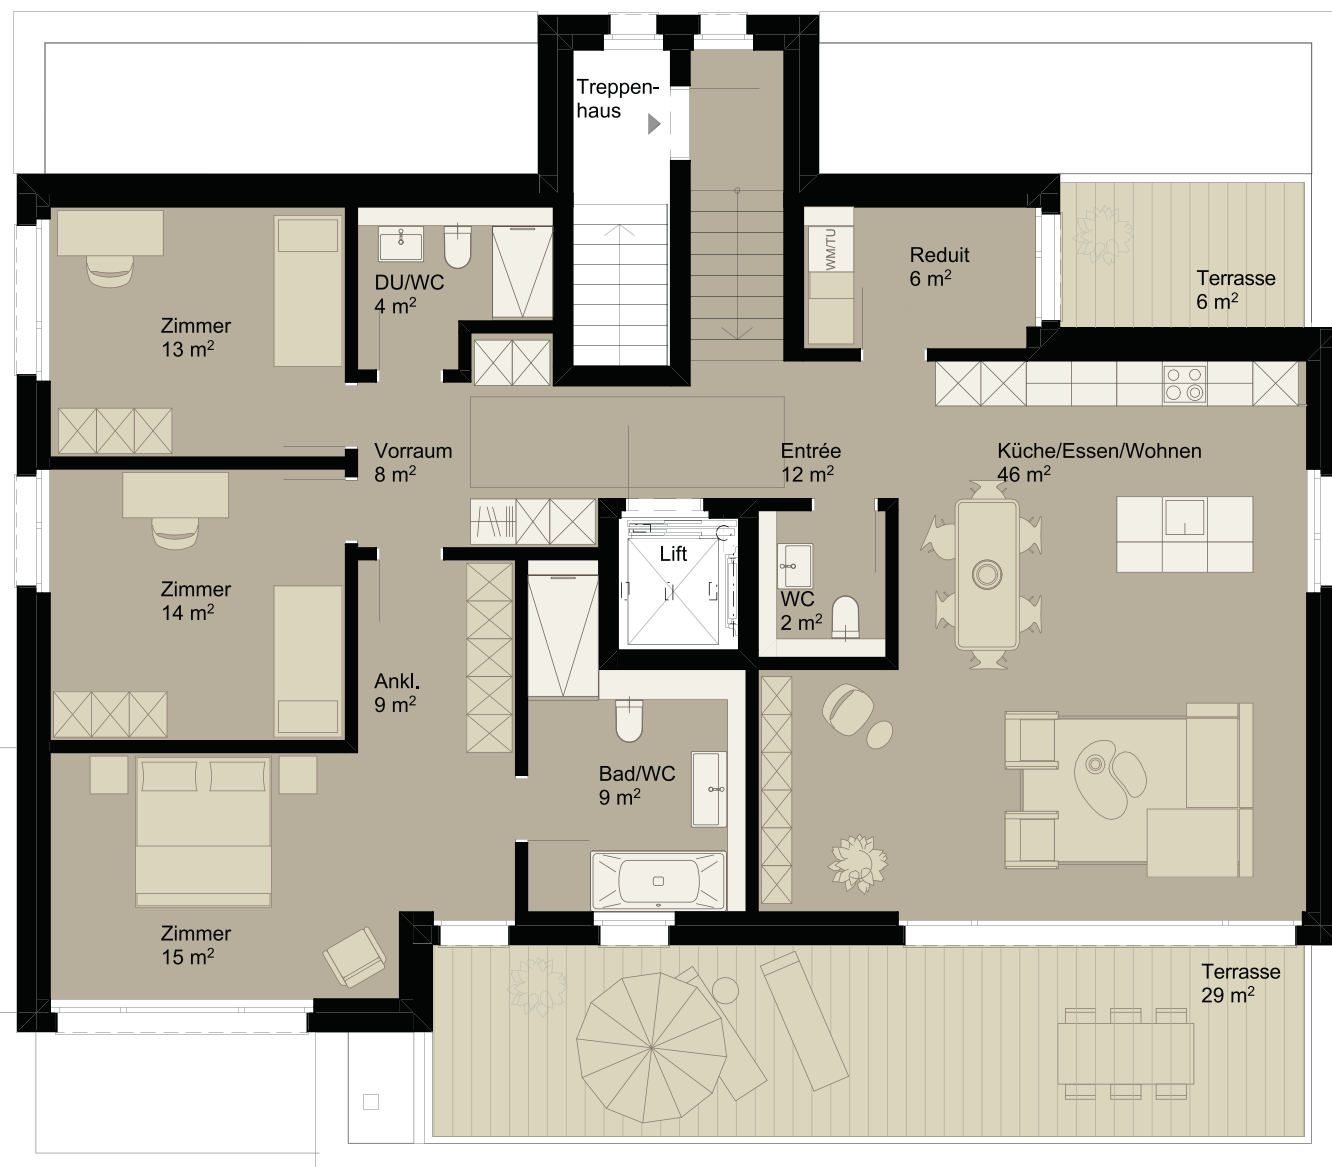 Treppen-
haus
WM/TU
Reduit
6 m²
Terrasse
6 m²
DU/WC
4 m²
Zimmer
13 m²
Vorraum
8 m²
Entrée
12 m²
Küche/Essen/Wohnen
46 m²
Lift
Zimmer
14 m²
WC
2 m²
Ankl.
9 m²
Bad/WC
9 m²
Zimmer
15 m²
Terrasse
29 m²